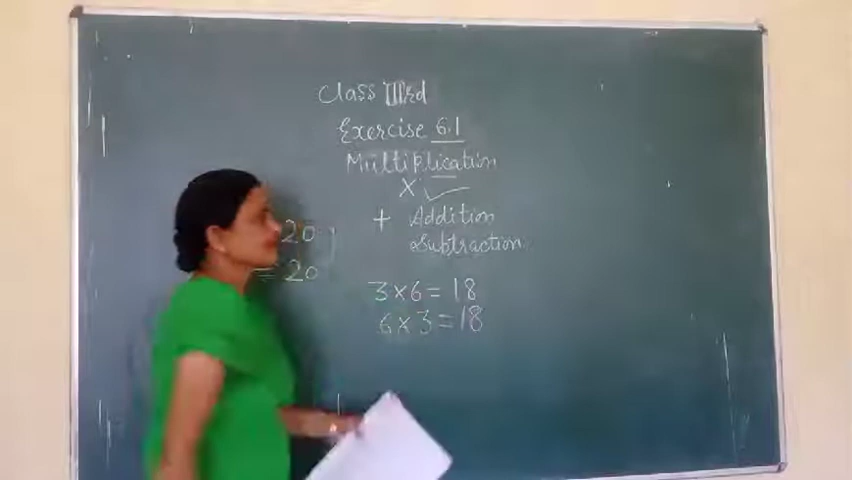 Class IIIrd
Exercise 6.1
Multiplication
× ✓
+ Addition
Subtraction
20
= 20
3×6= 18
6×3=18